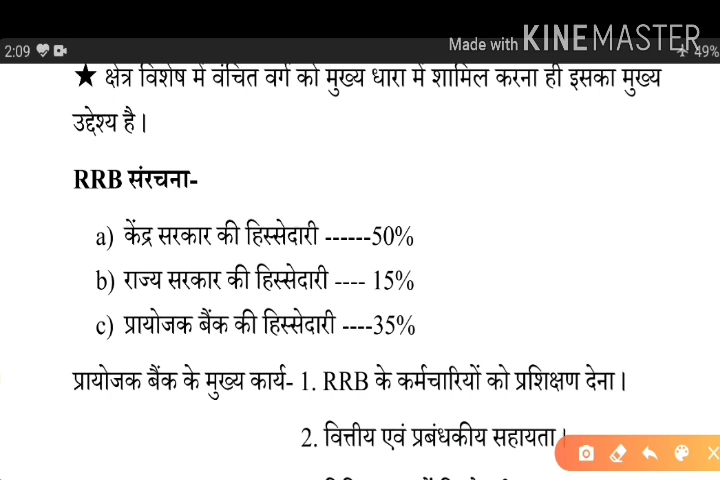 Made with KINEMASTER
2:09
49%
★ क्षेत्र विशेष में वंचित वर्ग को मुख्य धारा में शामिल करना ही इसका मुख्य
उद्देश्य है।
RRB संरचना-
a) केंद्र सरकार की हिस्सेदारी ------50%
b) राज्य सरकार की हिस्सेदारी ---- 15%
c) प्रायोजक बैंक की हिस्सेदारी ----35%
प्रायोजक बैंक के मुख्य कार्य- 1. RRB के कर्मचारियों को प्रशिक्षण देना।
2. वित्तीय एवं प्रबंधकीय सहायता।